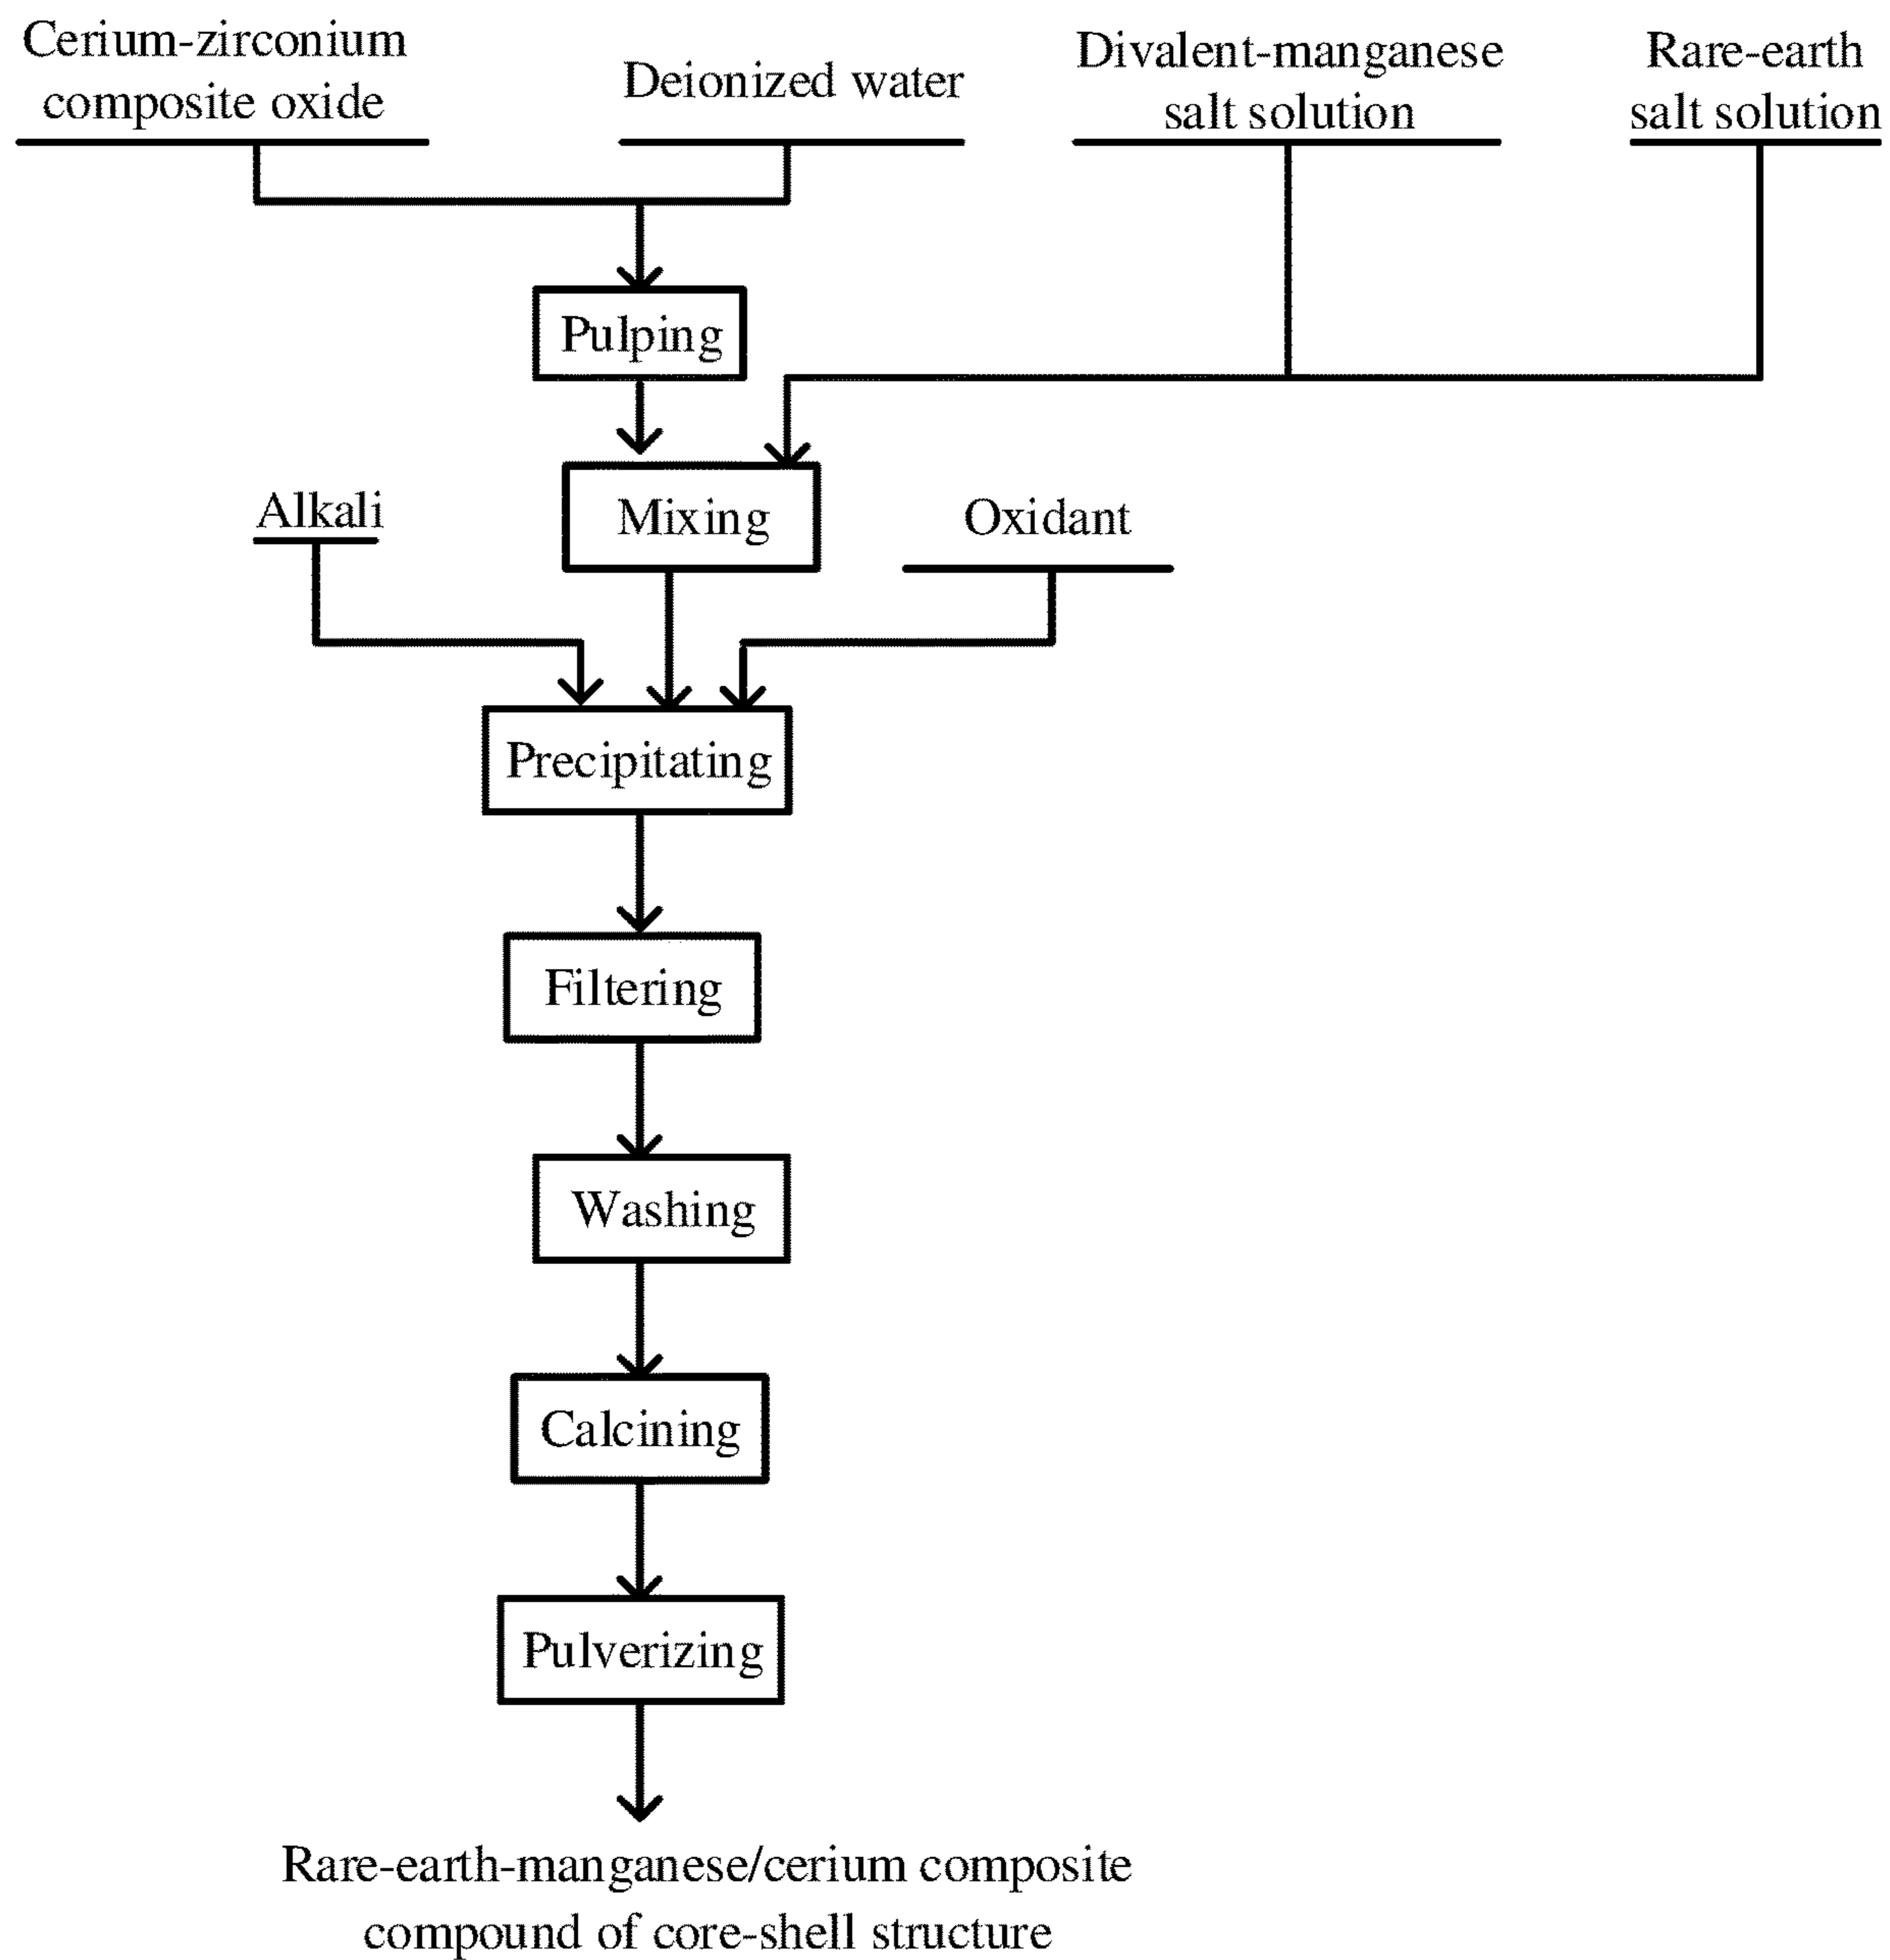 Cerium-zirconium
composite oxide
Deionized water
Divalent-manganese
salt solution
Rare-earth
salt solution
Pulping
Alkali
Mixing
Oxidant
Precipitating
Filtering
Washing
Calcining
Pulverizing
Rare-earth-manganese/cerium composite
compound of core-shell structure